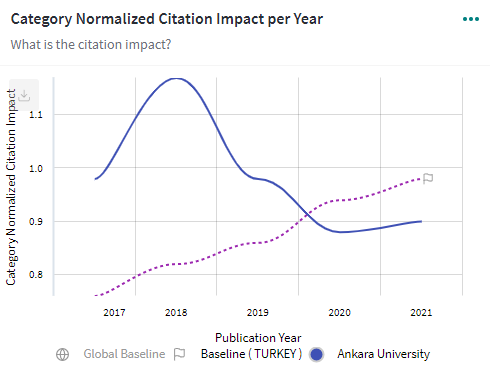 Category Normalized Citation Impact per Year
What is the citation impact?
Category Normalized Citation Impact
1.1
1.0
0.9
0.8
2017 2018 2019 2020 2021
Publication Year
Global Baseline Baseline ( TURKEY ) Ankara University